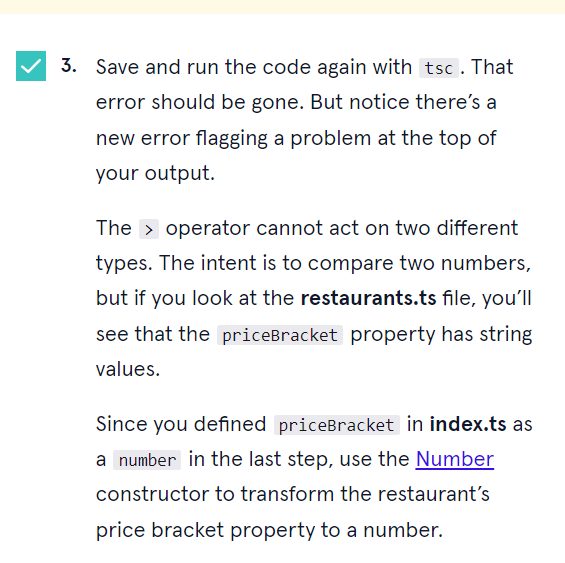 3. Save and run the code again with tsc . That
error should be gone. But notice there’s a
new error flagging a problem at the top of
your output.
The > operator cannot act on two different
types. The intent is to compare two numbers,
but if you look at the restaurants.ts file, you’ll
see that the priceBracket property has string
values.
Since you defined priceBracket in index.ts as
a number in the last step, use the Number
constructor to transform the restaurant’s
price bracket property to a number.